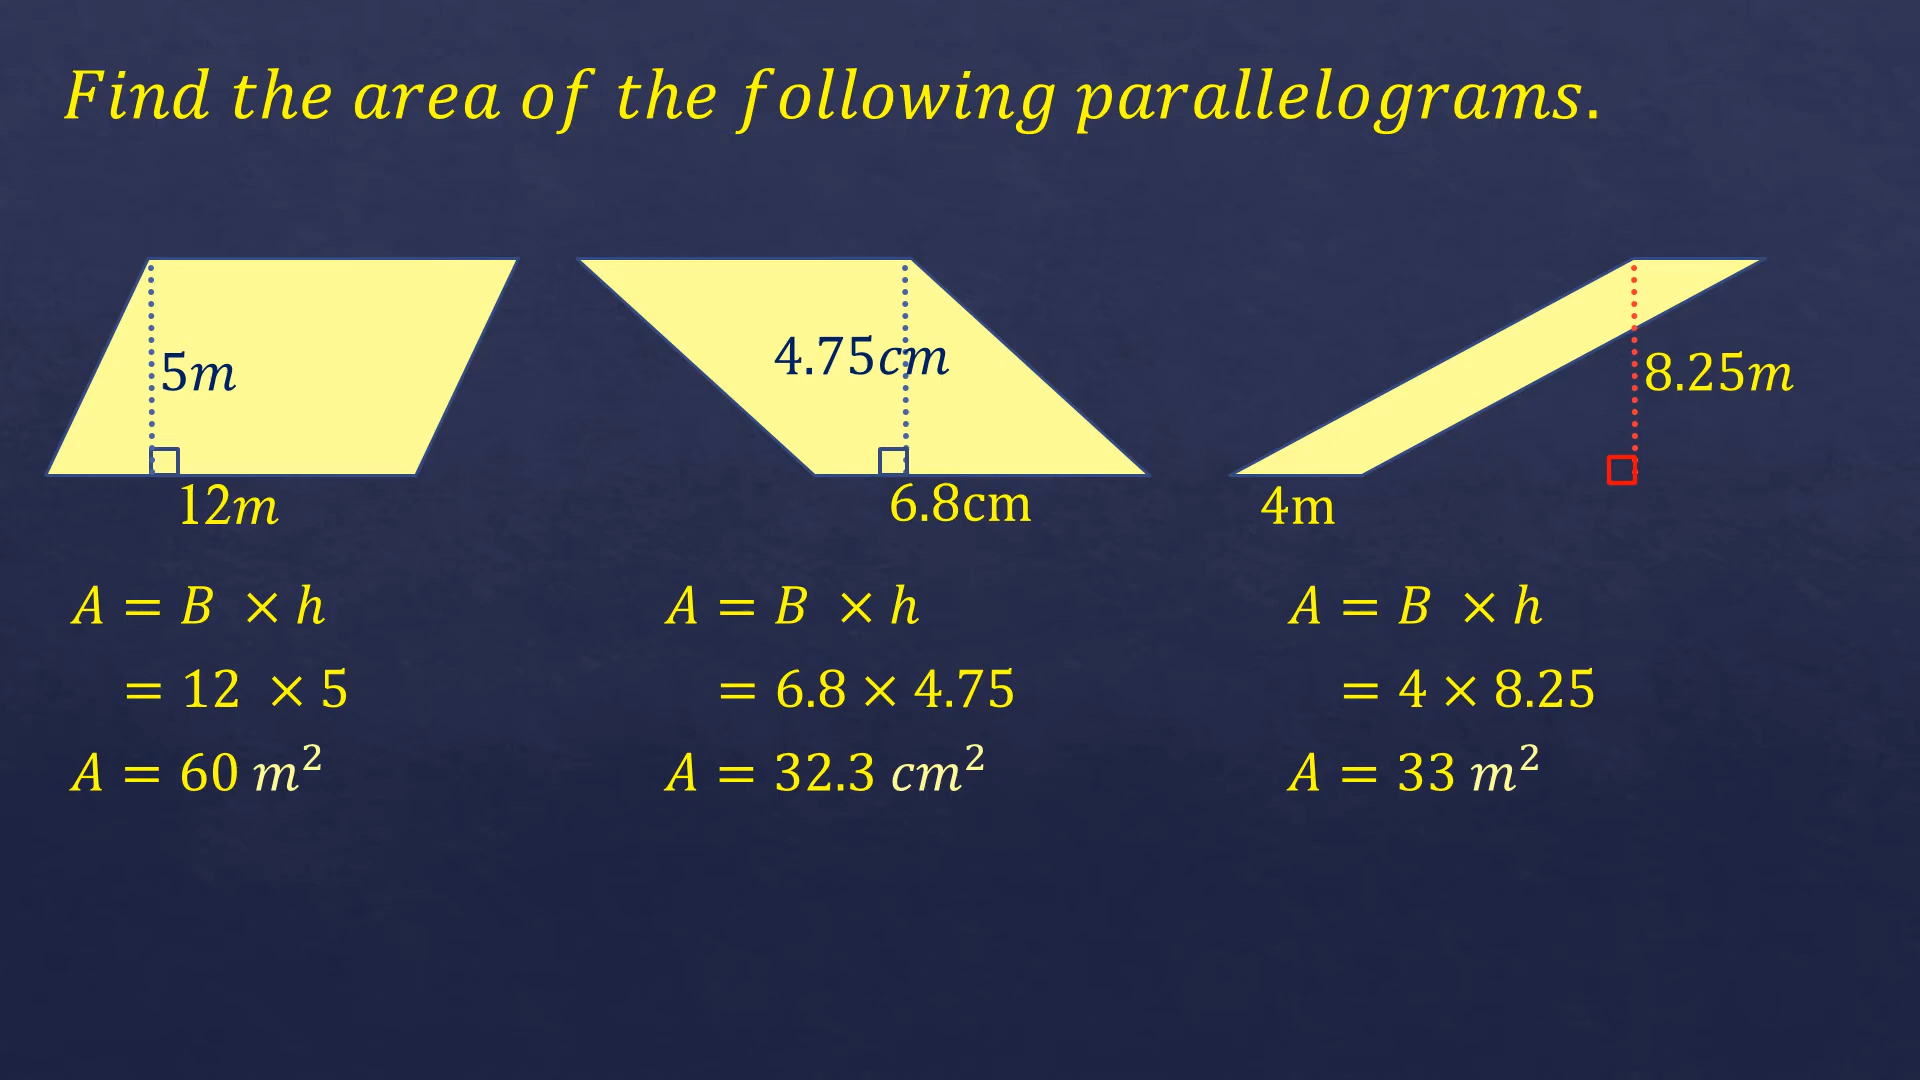 Find the area of the following parallelograms.
5m
4.75cm
8.25m
12m
6.8cm
4m
A = B × h
= 12 × 5
A = 60 m²
A = B × h
= 6.8 × 4.75
A = 32.3 cm²
A = B × h
= 4 × 8.25
A = 33 m²